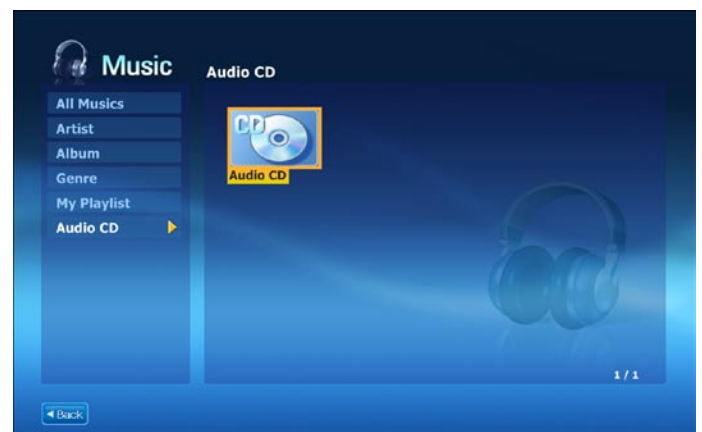 Music
Audio CD
All Musics
Artist
Album
Genre
My Playlist
Audio CD
CD
Audio CD
1 / 1
Back